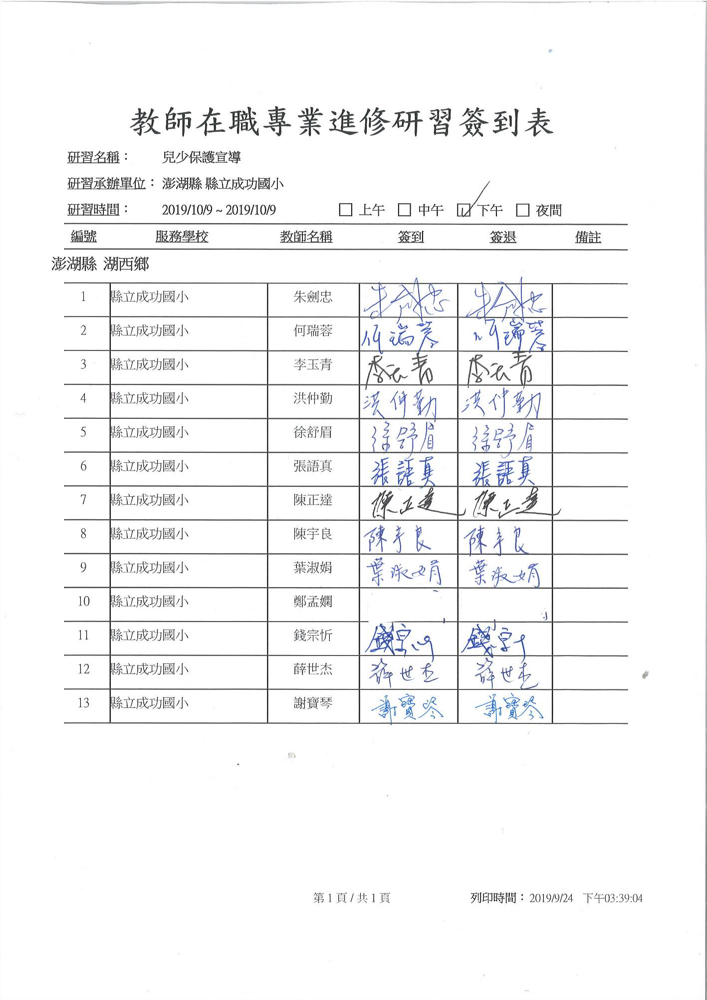 教師在職專業進修研習簽到表
研習名稱： 兒少保護宣導
研習承辦單位： 澎湖縣 縣立成功國小
研習時間： 2019/10/9 ~ 2019/10/9 □ 上午 □ 中午 ☑ 下午 □ 夜間
編號 服務學校 教師名稱 簽到 簽退 備註
澎湖縣 湖西鄉
1 縣立成功國小 朱劍忠 朱劍忠 朱劍忠
2 縣立成功國小 何瑞蓉 何瑞蓉 何瑞蓉
3 縣立成功國小 李玉青 李玉青 李玉青
4 縣立成功國小 洪仲勤 洪仲勤 洪仲勤
5 縣立成功國小 徐舒眉 徐舒眉 徐舒眉
6 縣立成功國小 張語真 張語真 張語真
7 縣立成功國小 陳正達 陳正達 陳正達
8 縣立成功國小 陳宇良 陳宇良 陳宇良
9 縣立成功國小 葉淑娟 葉淑娟 葉淑娟
10 縣立成功國小 鄭孟嫻
11 縣立成功國小 錢宗忻 錢宗忻 錢宗
12 縣立成功國小 薛世杰 薛世杰 薛世杰
13 縣立成功國小 謝寶琴 謝寶琴 謝寶琴
第 1 頁 / 共 1 頁 列印時間： 2019/9/24 下午03:39:04